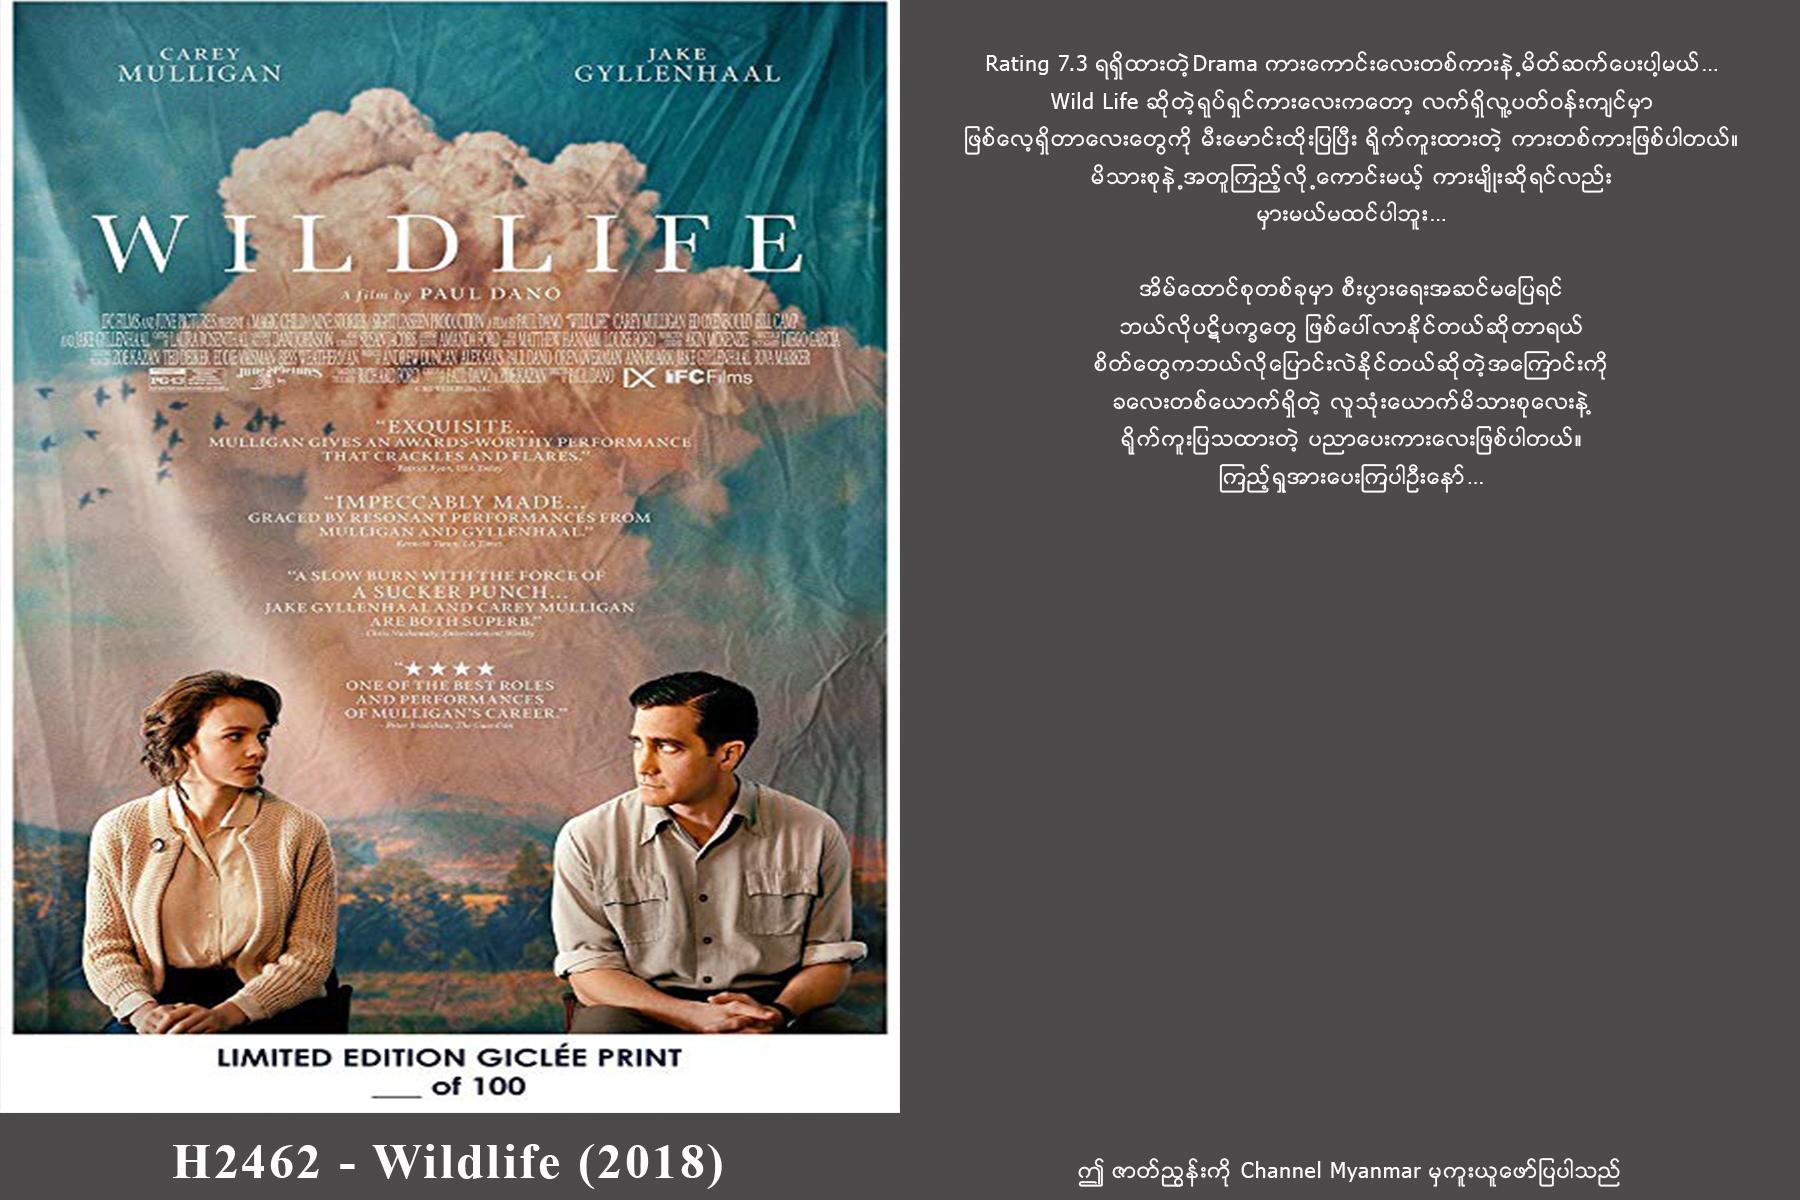 CAREY
MULLIGAN
JAKE
GYLLENHAAL
WILDLIFE
A film by PAUL DANO
IFC Films
"EXQUISITE...
MULLIGAN GIVES AN AWARDS-WORTHY PERFORMANCE
THAT CRACKLES AND FLARES."
"IMPECCABLY MADE...
GRACED BY RESONANT PERFORMANCES FROM
MULLIGAN AND GYLLENHAAL."
"A SLOW BURN WITH THE FORCE OF
A SUCKER PUNCH...
JAKE GYLLENHAAL AND CAREY MULLIGAN
ARE BOTH SUPERB."
"★★★★
ONE OF THE BEST ROLES
AND PERFORMANCES
OF MULLIGAN'S CAREER."
LIMITED EDITION GICLÉE PRINT
____ of 100
H2462 - Wildlife (2018)
Rating 7.3 ရရှိထားတဲ့ Drama ကားကောင်းလေးတစ်ကားနဲ့ မိတ်ဆက်ပေးပါ့မယ်...
Wild Life ဆိုတဲ့ရုပ်ရှင်ကားလေးကတော့ လက်ရှိလူ့ပတ်ဝန်းကျင်မှာ
ဖြစ်လေ့ရှိတာလေးတွေကို မီးမောင်းထိုးပြပြီး ရိုက်ကူးထားတဲ့ ကားတစ်ကားဖြစ်ပါတယ်။
မိသားစုနဲ့ အတူကြည့်လို့ ကောင်းမယ့် ကားမျိုးဆိုရင်လည်း
မှားမယ်မထင်ပါဘူး...
အိမ်ထောင်စုတစ်ခုမှာ စီးပွားရေးအဆင်မပြေရင်
ဘယ်လိုပဋိပက္ခတွေ ဖြစ်ပေါ်လာနိုင်တယ်ဆိုတာရယ်
စိတ်တွေကဘယ်လိုပြောင်းလဲနိုင်တယ်ဆိုတဲ့အကြောင်းကို
ခလေးတစ်ယောက်ရှိတဲ့ လူသုံးယောက်မိသားစုလေးနဲ့
ရိုက်ကူးပြသထားတဲ့ ပညာပေးကားလေးဖြစ်ပါတယ်။
ကြည့်ရှုအားပေးကြပါဦးနော်...
ဤ ဇာတ်ညွှန်းကို Channel Myanmar မှကူးယူဖော်ပြပါသည်